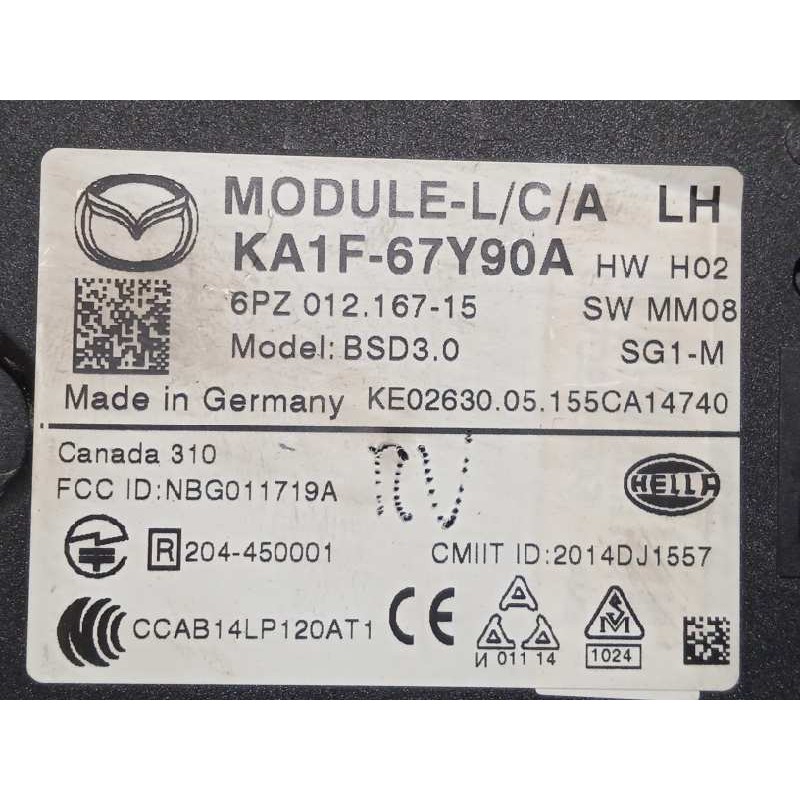 MODULE-L/C/A LH
KA1F-67Y90A HW H02
6PZ 012.167-15 SW MM08
Model: BSD3.0 SG1-M
Made in Germany KE02630.05.155CA14740
Canada 310
FCC ID:NBG011719A
HELLA
R 204-450001 CMIIT ID:2014DJ1557
CCAB14LP120AT1 CE
A A A
И 011 14
SM
1024